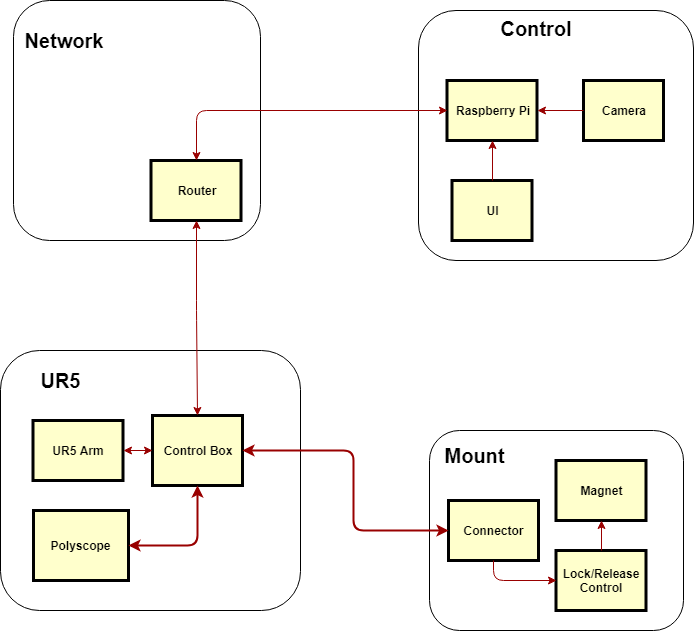 Network
Router
Control
Raspberry Pi
Camera
UI
UR5
UR5 Arm
Control Box
Polyscope
Mount
Magnet
Connector
Lock/Release
Control